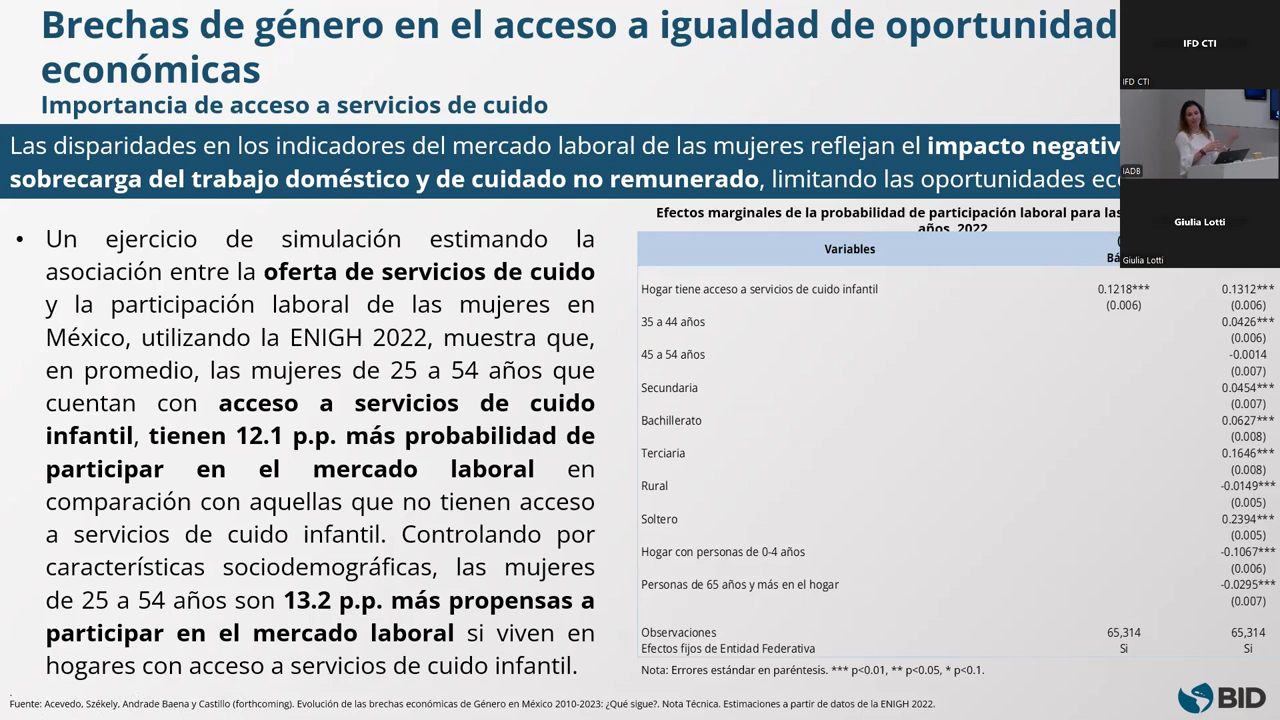 Brechas de género en el acceso a igualdad de oportunidad
económicas
Importancia de acceso a servicios de cuido
Las disparidades en los indicadores del mercado laboral de las mujeres reflejan el impacto negativ
sobrecarga del trabajo doméstico y de cuidado no remunerado, limitando las oportunidades
• Un ejercicio de simulación estimando la
asociación entre la oferta de servicios de cuido
y la participación laboral de las mujeres en
México, utilizando la ENIGH 2022, muestra que,
en promedio, las mujeres de 25 a 54 años que
cuentan con acceso a servicios de cuido
infantil, tienen 12.1 p.p. más probabilidad de
participar en el mercado laboral en
comparación con aquellas que no tienen acceso
a servicios de cuido infantil. Controlando por
características sociodemográficas, las mujeres
de 25 a 54 años son 13.2 p.p. más propensas a
participar en el mercado laboral si viven en
hogares con acceso a servicios de cuido infantil.
Efectos marginales de la probabilidad de participación laboral para las
años, 2022
Variables
Hogar tiene acceso a servicios de cuido infantil 0.1218*** 0.1312***
(0.006) (0.006)
35 a 44 años 0.0426***
(0.006)
45 a 54 años -0.0014
(0.007)
Secundaria 0.0454***
(0.007)
Bachillerato 0.0627***
(0.008)
Terciaria 0.1646***
(0.008)
Rural -0.0149***
(0.005)
Soltero 0.2394***
(0.005)
Hogar con personas de 0-4 años -0.1067***
(0.006)
Personas de 65 años y más en el hogar -0.0295***
(0.007)
Observaciones 65,314 65,314
Efectos fijos de Entidad Federativa Si Si
Nota: Errores estándar en paréntesis. *** p<0.01, ** p<0.05, * p<0.1.
Fuente: Acevedo, Székely, Andrade Baena y Castillo (forthcoming). Evolución de las brechas económicas de Género en México 2010-2023: ¿Qué sigue?. Nota Técnica. Estimaciones a partir de datos de la ENIGH 2022.
BID
IFD CTI
IFD CTI
IADB
Giulia Lotti
Giulia Lotti